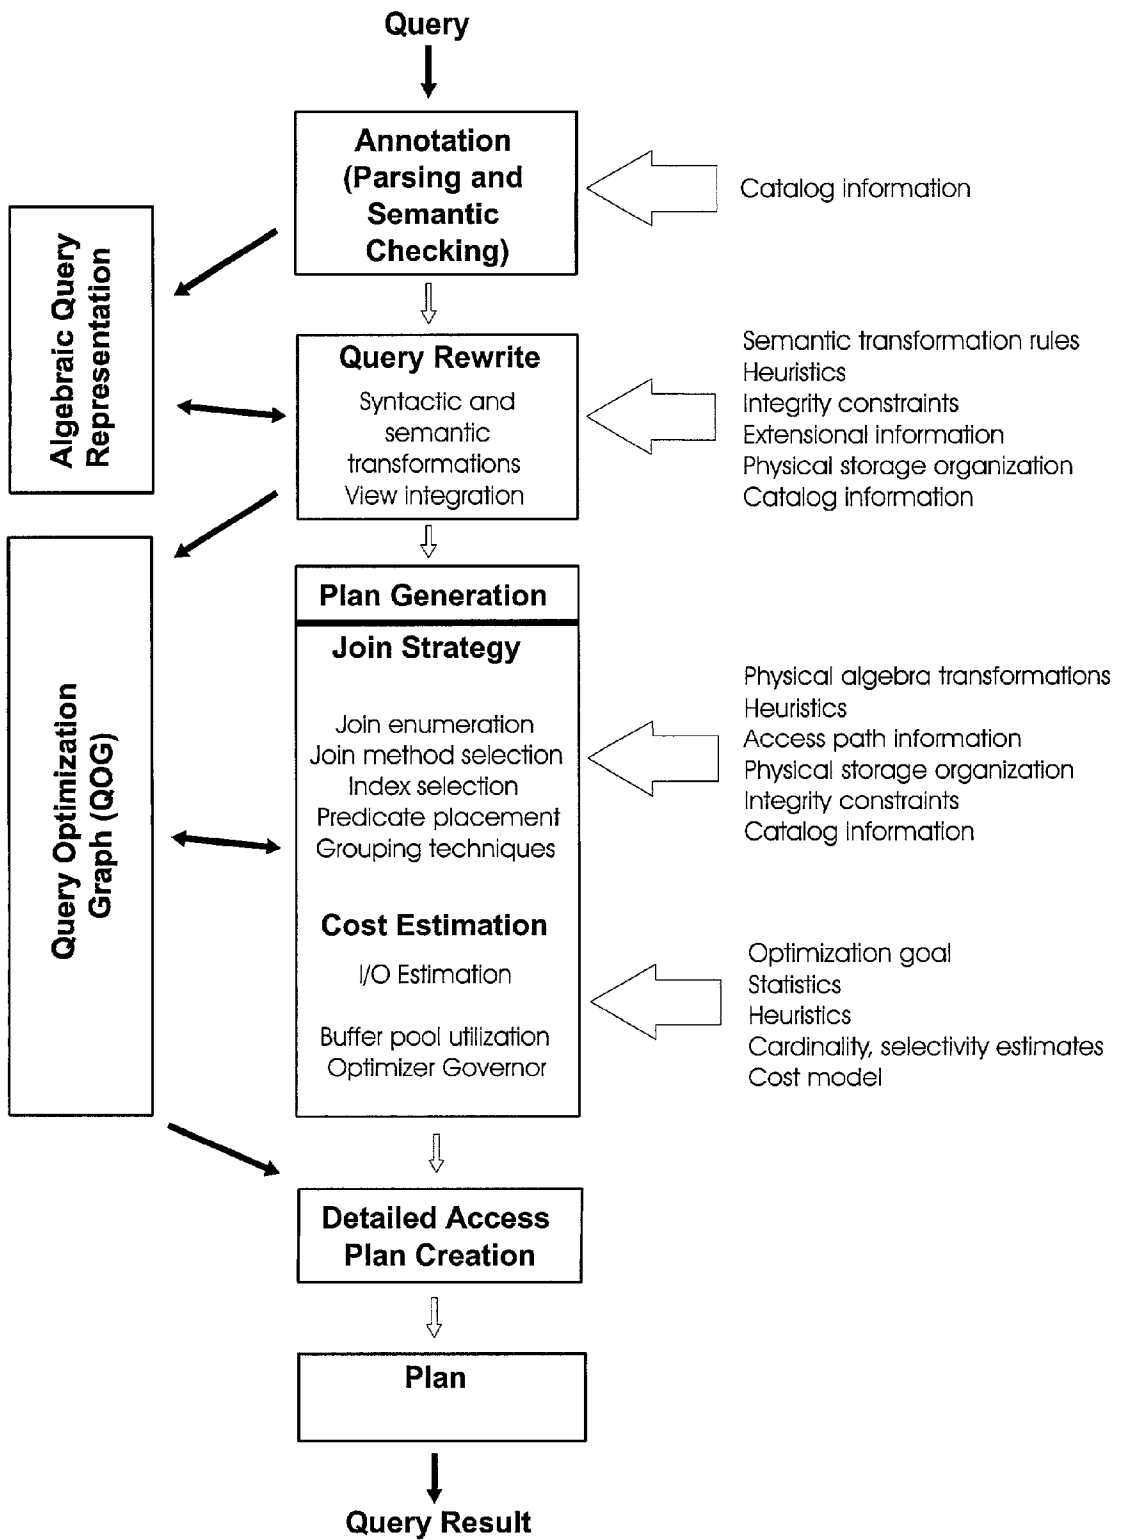 Query
Annotation
(Parsing and
Semantic
Checking)
Catalog information
Algebraic Query
Representation
Query Rewrite
Syntactic and
semantic
transformations
View integration
Semantic transformation rules
Heuristics
Integrity constraints
Extensional information
Physical storage organization
Catalog information
Query Optimization
Graph (QOG)
Plan Generation
Join Strategy
Join enumeration
Join method selection
Index selection
Predicate placement
Grouping techniques
Physical algebra transformations
Heuristics
Access path information
Physical storage organization
Integrity constraints
Catalog information
Cost Estimation
I/O Estimation
Buffer pool utilization
Optimizer Governor
Optimization goal
Statistics
Heuristics
Cardinality, selectivity estimates
Cost model
Detailed Access
Plan Creation
Plan
Query Result